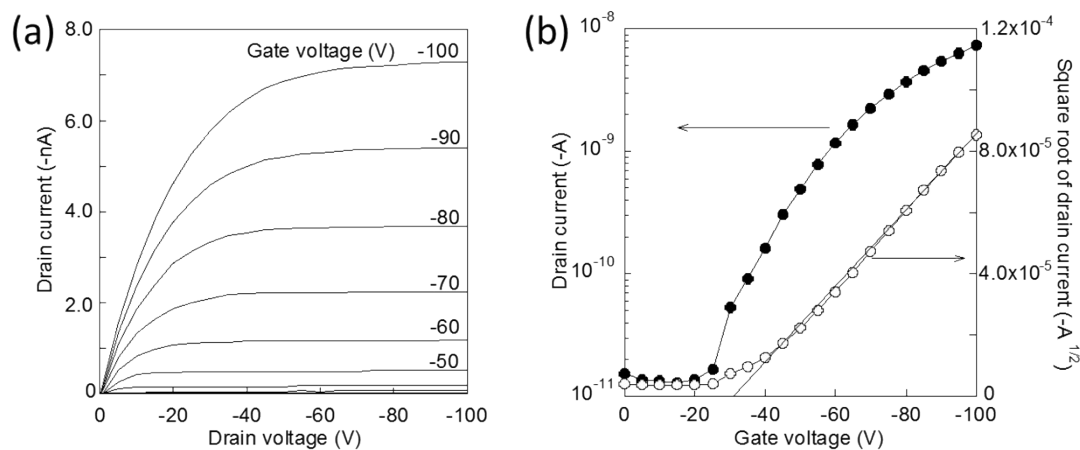 (a)
8.0
6.0
4.0
2.0
0
Drain current (-nA)
Gate voltage (V)
-100
-90
-80
-70
-60
-50
0 -20 -40 -60 -80 -100
Drain voltage (V)
(b)
10⁻⁸
10⁻⁹
10⁻¹⁰
10⁻¹¹
Drain current (-A)
1.2x10⁻⁴
8.0x10⁻⁵
4.0x10⁻⁵
0
Square root of
drain current (-A^1/2)
0 -20 -40 -60 -80 -100
Gate voltage (V)